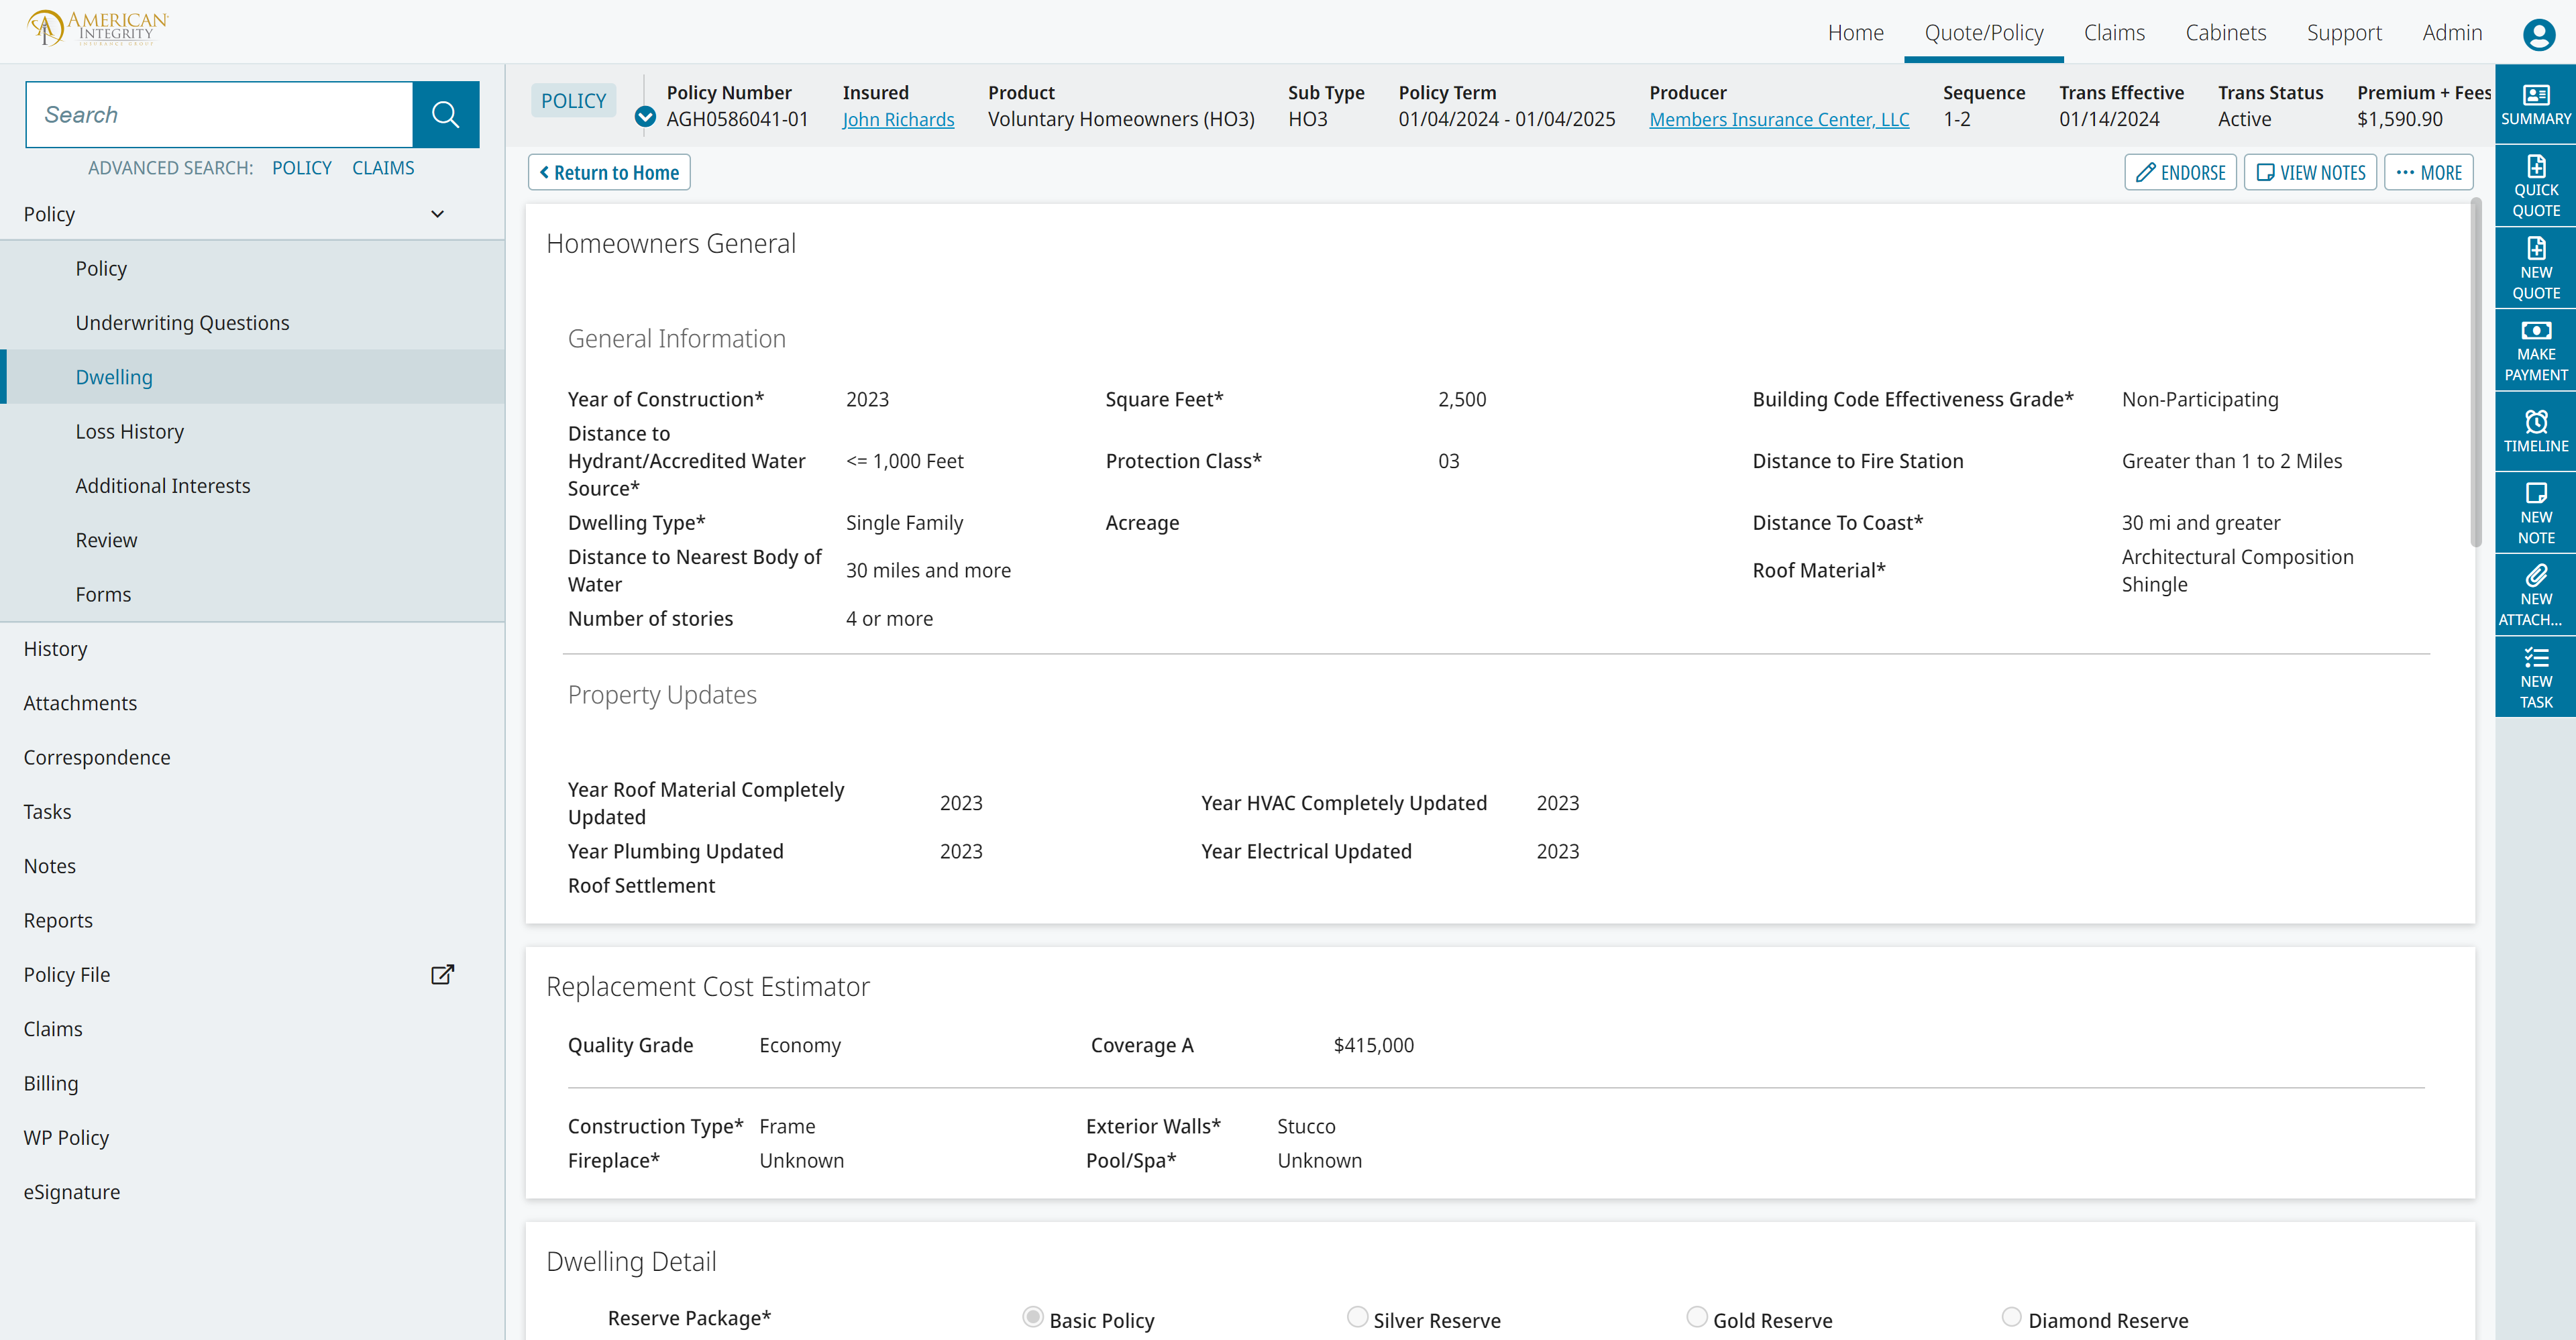 AMERICAN
INTEGRITY
INSURANCE GROUP
Home Quote/Policy Claims Cabinets Support Admin
Search
ADVANCED SEARCH: POLICY CLAIMS
Policy
Policy
Underwriting Questions
Dwelling
Loss History
Additional Interests
Review
Forms
History
Attachments
Correspondence
Tasks
Notes
Reports
Policy File
Claims
Billing
WP Policy
eSignature
POLICY
Policy Number Insured Product Sub Type Policy Term Producer Sequence Trans Effective Trans Status Premium + Fees
AGH0586041-01 John Richards Voluntary Homeowners (HO3) HO3 01/04/2024 - 01/04/2025 Members Insurance Center, LLC 1-2 01/14/2024 Active $1,590.90
Return to Home
ENDORSE VIEW NOTES ••• MORE
Homeowners General
General Information
Year of Construction* 2023 Square Feet* 2,500 Building Code Effectiveness Grade* Non-Participating
Distance to
Hydrant/Accredited Water <= 1,000 Feet Protection Class* 03 Distance to Fire Station Greater than 1 to 2 Miles
Source*
Dwelling Type* Single Family Acreage Distance To Coast* 30 mi and greater
Distance to Nearest Body of
Water 30 miles and more Roof Material* Architectural Composition
Shingle
Number of stories 4 or more
Property Updates
Year Roof Material Completely
Updated 2023 Year HVAC Completely Updated 2023
Year Plumbing Updated 2023 Year Electrical Updated 2023
Roof Settlement
Replacement Cost Estimator
Quality Grade Economy Coverage A $415,000
Construction Type* Frame Exterior Walls* Stucco
Fireplace* Unknown Pool/Spa* Unknown
Dwelling Detail
Reserve Package* Basic Policy Silver Reserve Gold Reserve Diamond Reserve
SUMMARY
QUICK
QUOTE
NEW
QUOTE
MAKE
PAYMENT
TIMELINE
NEW
NOTE
NEW
ATTACH...
NEW
TASK